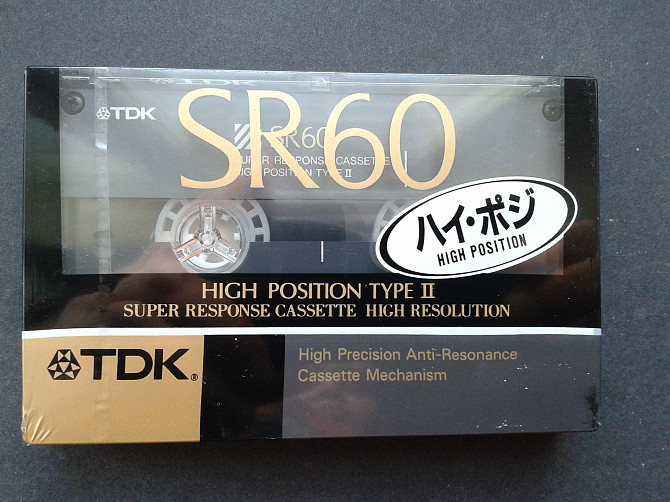 TDK
SR60
SR60
SUPER RESPONSE CASSETTE
HIGH POSITION TYPE II
ハイ・ポジ
HIGH POSITION
HIGH POSITION TYPE II
SUPER RESPONSE CASSETTE HIGH RESOLUTION
TDK®
High Precision Anti-Resonance
Cassette Mechanism